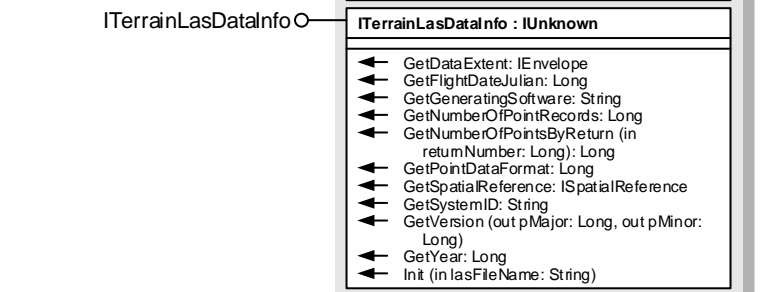 ITerrainLasDataInfo
ITerrainLasDataInfo : IUnknown
GetDataExtent: IEnvelope
GetFlightDateJulian: Long
GetGeneratingSoftware: String
GetNumberOfPointRecords: Long
GetNumberOfPointsByReturn (in
returnNumber: Long): Long
GetPointDataFormat: Long
GetSpatialReference: ISpatialReference
GetSystemID: String
GetVersion (out pMajor: Long, out pMinor:
Long)
GetYear: Long
Init (in lasFileName: String)